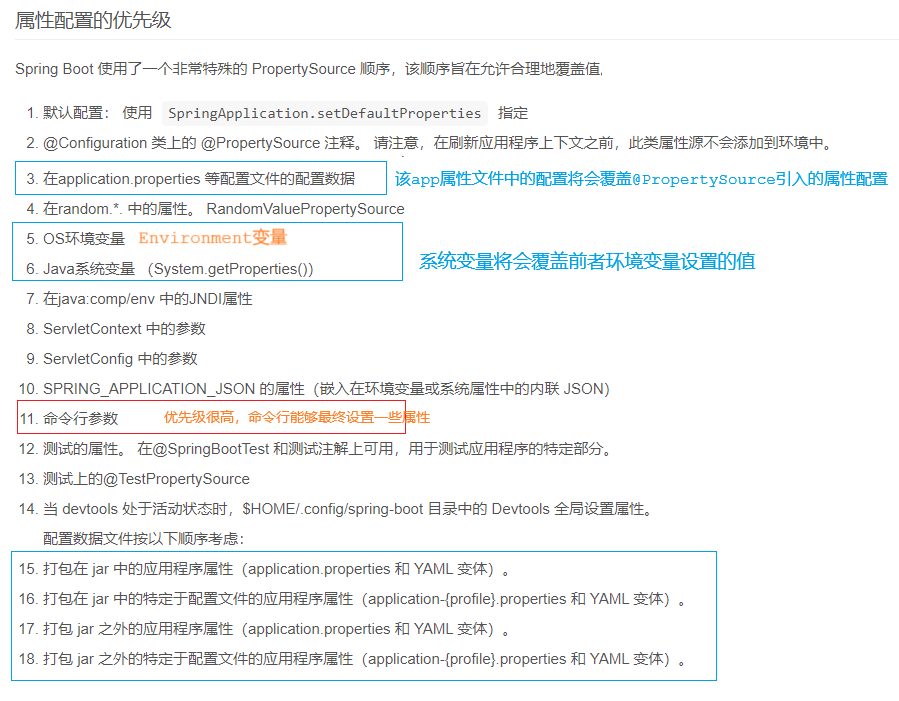 属性配置的优先级
Spring Boot 使用了一个非常特殊的 PropertySource 顺序，该顺序旨在允许合理地覆盖值.
1. 默认配置： 使用 SpringApplication.setDefaultProperties 指定
2. @Configuration 类上的 @PropertySource 注释。 请注意，在刷新应用程序上下文之前，此类属性源不会添加到环境中。
3. 在application.properties 等配置文件的配置数据 该app属性文件中的配置将会覆盖@PropertySource引入的属性配置
4. 在random.*. 中的属性。 RandomValuePropertySource
5. OS环境变量 Environment变量
系统变量将会覆盖前者环境变量设置的值
6. Java系统变量 （System.getProperties()）
7. 在java:comp/env 中的JNDI属性
8. ServletContext 中的参数
9. ServletConfig 中的参数
10. SPRING_APPLICATION_JSON 的属性（嵌入在环境变量或系统属性中的内联 JSON）
11. 命令行参数 优先级很高，命令行能够最终设置一些属性
12. 测试的属性。 在@SpringBootTest 和测试注解上可用，用于测试应用程序的特定部分。
13. 测试上的@TestPropertySource
14. 当 devtools 处于活动状态时，$HOME/.config/spring-boot 目录中的 Devtools 全局设置属性。
配置数据文件按以下顺序考虑：
15. 打包在 jar 中的应用程序属性（application.properties 和 YAML 变体）。
16. 打包在 jar 中的特定于配置文件的应用程序属性（application-{profile}.properties 和 YAML 变体）。
17. 打包 jar 之外的应用程序属性（application.properties 和 YAML 变体）。
18. 打包 jar 之外的特定于配置文件的应用程序属性（application-{profile}.properties 和 YAML 变体）。